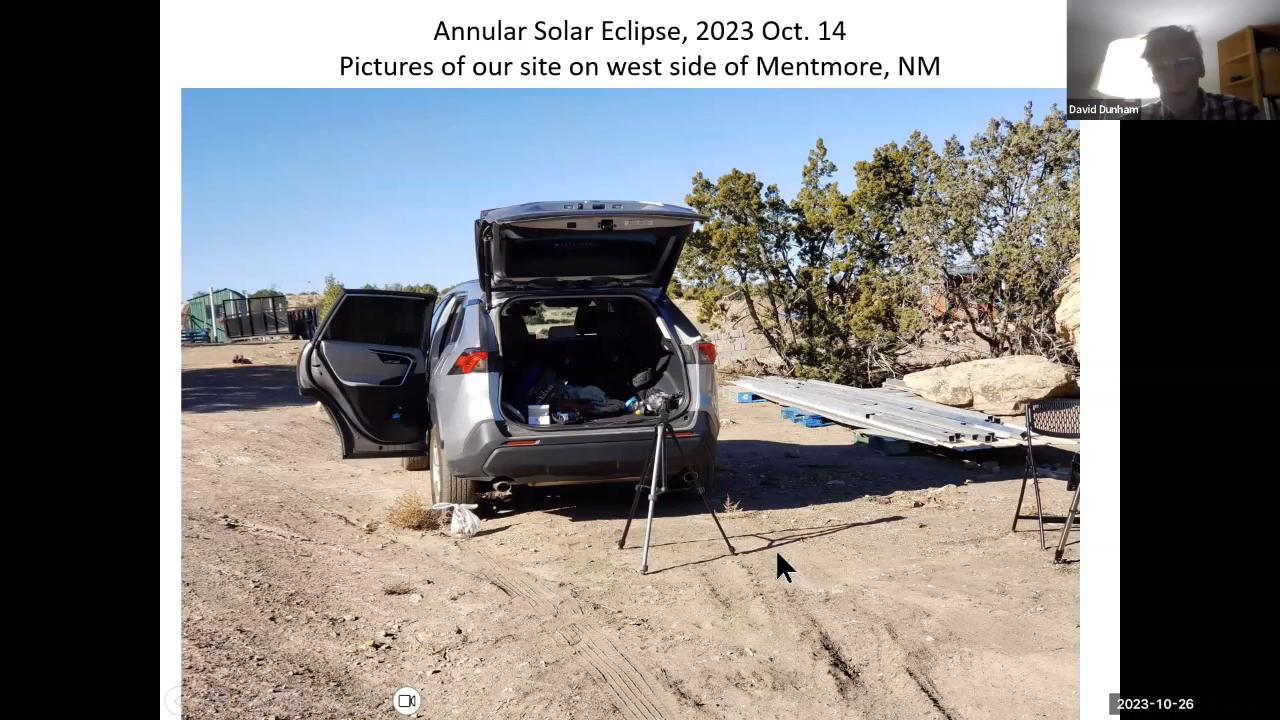 Annular Solar Eclipse, 2023 Oct. 14
Pictures of our site on west side of Mentmore, NM
David Dunham
2023-10-26